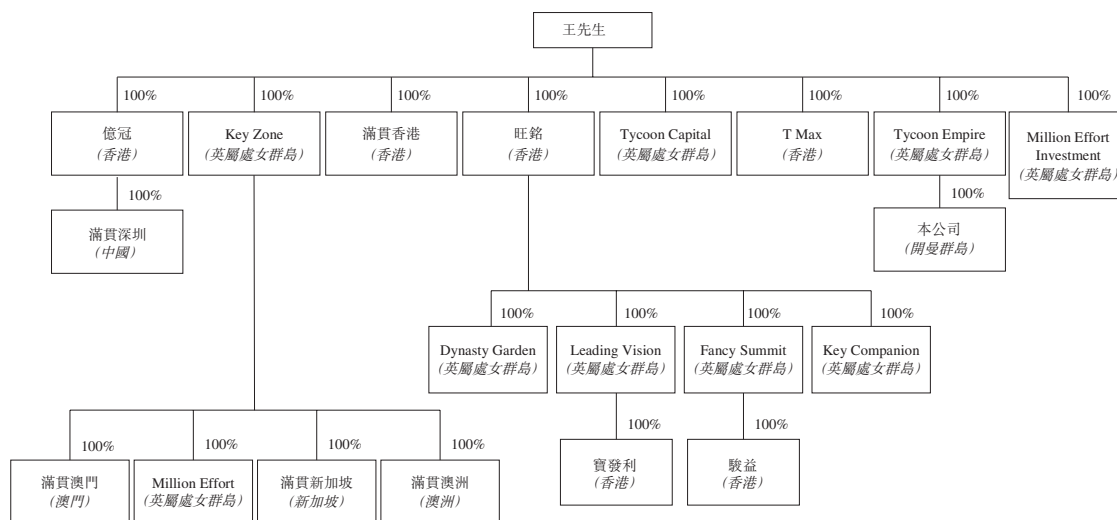 王先生
100%
100%
100%
100%
100%
100%
100%
100%
億冠
(香港)
Key Zone
(英屬處女群島)
滿貫香港
(香港)
旺銘
(香港)
Tycoon Capital
(英屬處女群島)
T Max
(香港)
Tycoon Empire
(英屬處女群島)
Million Effort
Investment
(英屬處女群島)
100%
100%
滿貫深圳
(中國)
本公司
(開曼群島)
100%
100%
100%
100%
Dynasty Garden
(英屬處女群島)
Leading Vision
(英屬處女群島)
Fancy Summit
(英屬處女群島)
Key Companion
(英屬處女群島)
100%
100%
100%
100%
100%
100%
滿貫澳門
(澳門)
Million Effort
(英屬處女群島)
滿貫新加坡
(新加坡)
滿貫澳洲
(澳洲)
寶發利
(香港)
駿益
(香港)